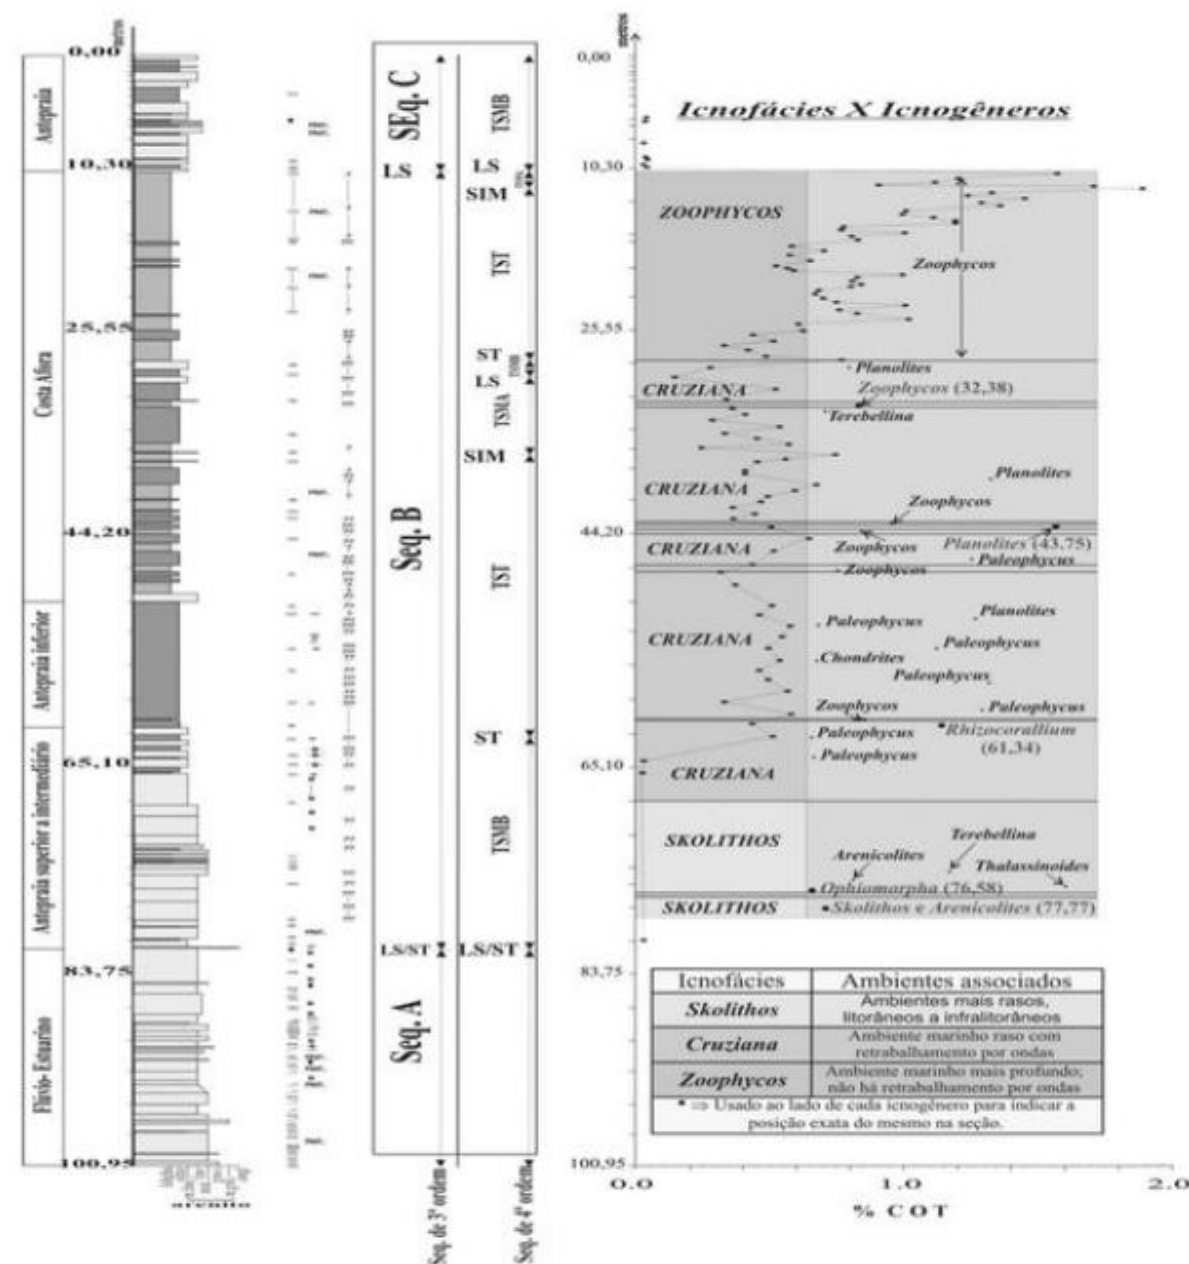 metros
0,00
10,30
25,55
44,20
65,10
83,75
100,95
Antepraia
Costa Afora
Antepraia inferior
Antepraia superior a intermediário
Flúvio- Estuarino
arenito
SEq. C
LS
Seq. B
LS/ST
Seq. A
Seq. de 3ª ordem
TSMB
LS
SIM
TST
ST
TSMB
LS
TSMA
SIM
TST
ST
TSMB
LS/ST
Seq. de 4ª ordem
metros
0,00
10,30
25,55
44,20
65,10
83,75
100,95
Icnofácies X Icnogêneros
ZOOPHYCOS
Zoophycos
Planolites
CRUZIANA
Zoophycos (32,38)
Terebellina
CRUZIANA
Planolites
Zoophycos
CRUZIANA
Zoophycos
Planolites (43,75)
Paleophycus
Zoophycos
CRUZIANA
Planolites
Paleophycus
Paleophycus
Chondrites
Paleophycus
Zoophycos
Paleophycus
Paleophycus
Rhizocorallium
(61,34)
Paleophycus
CRUZIANA
SKOLITHOS
Terebellina
Arenicolites
Thalassinoides
Ophiomorpha (76,58)
SKOLITHOS
Skolithos e Arenicolites (77,77)
Icnofácies Ambientes associados
Skolithos Ambientes mais rasos,
litorâneos a infralitorâneos
Cruziana Ambiente marinho raso com
retrabalhamento por ondas
Zoophycos Ambiente marinho mais profundo;
não há retrabalhamento por ondas
• ⇒ Usado ao lado de cada icnogênero para indicar a
posição exata do mesmo na seção.
0.0 1.0 2.0
% C O T